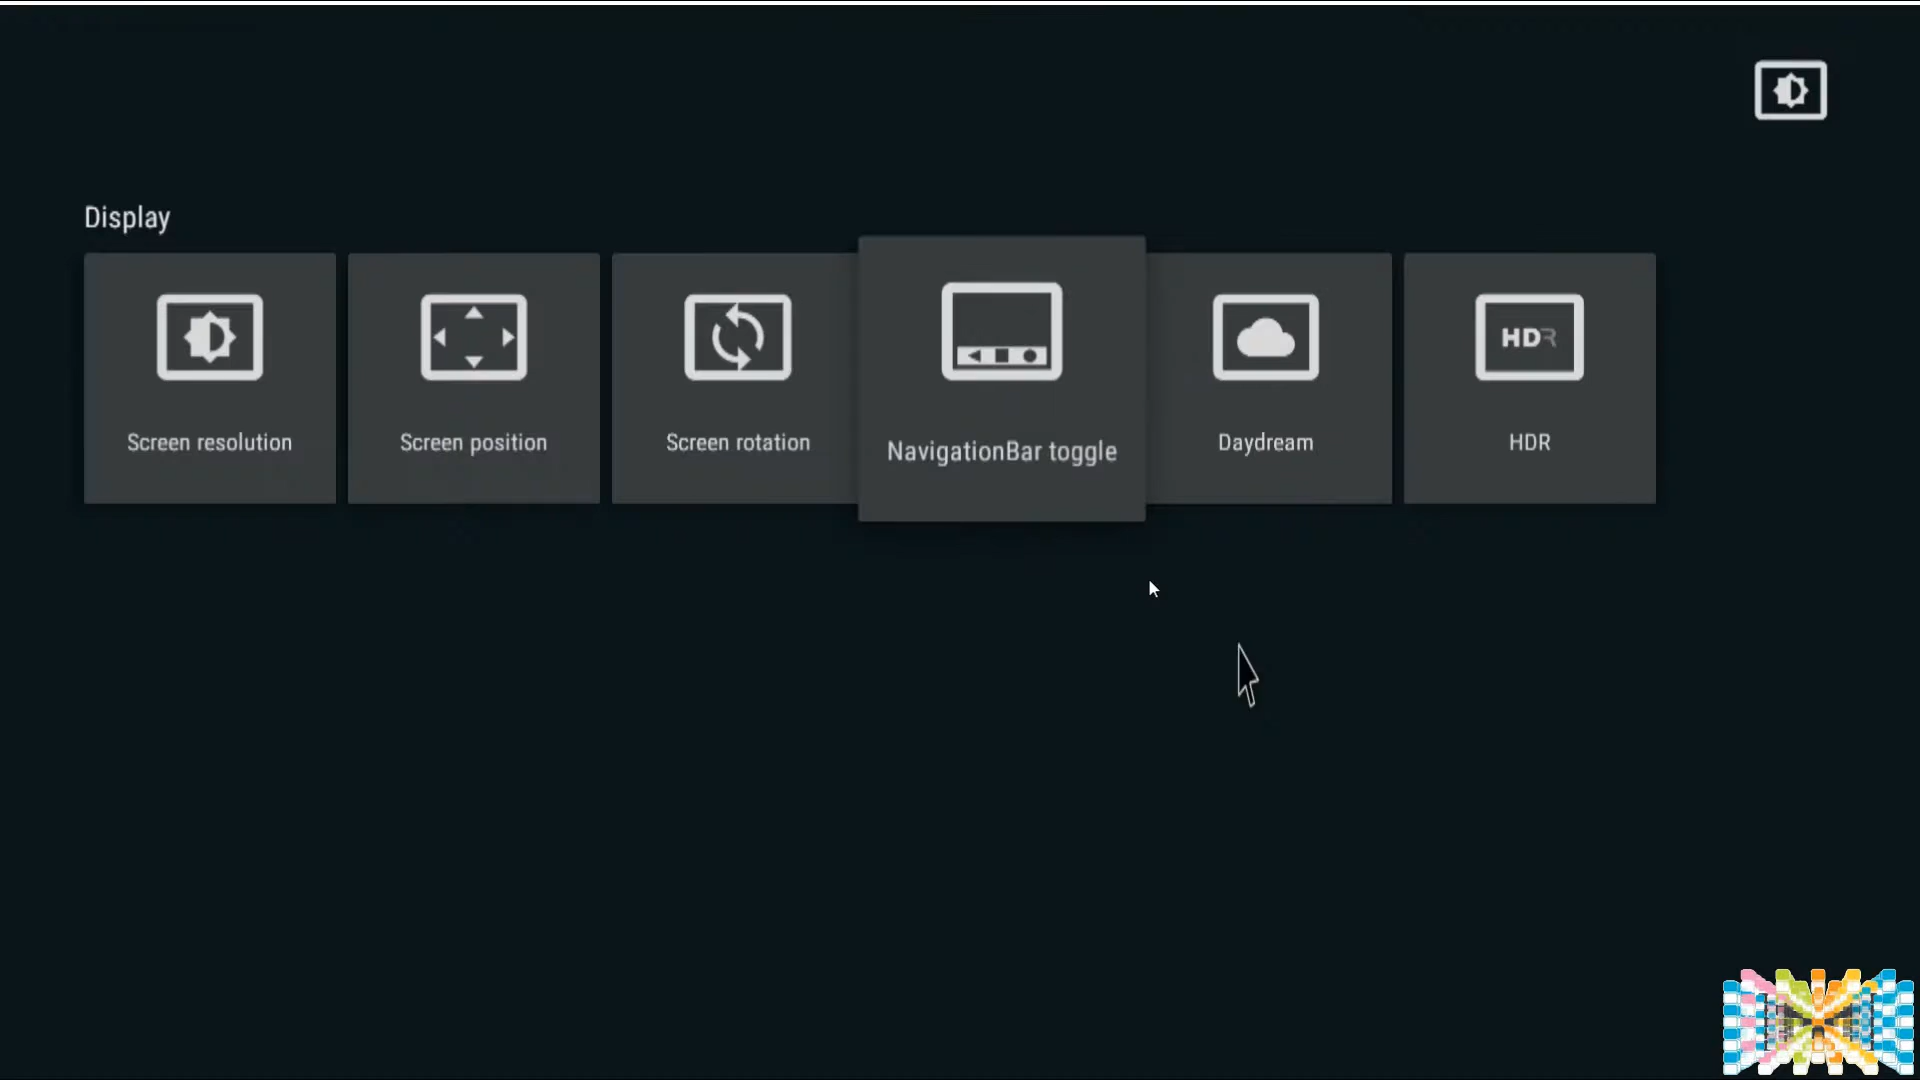 Display
Screen resolution
Screen position
Screen rotation
NavigationBar toggle
Daydream
HDR
HDR